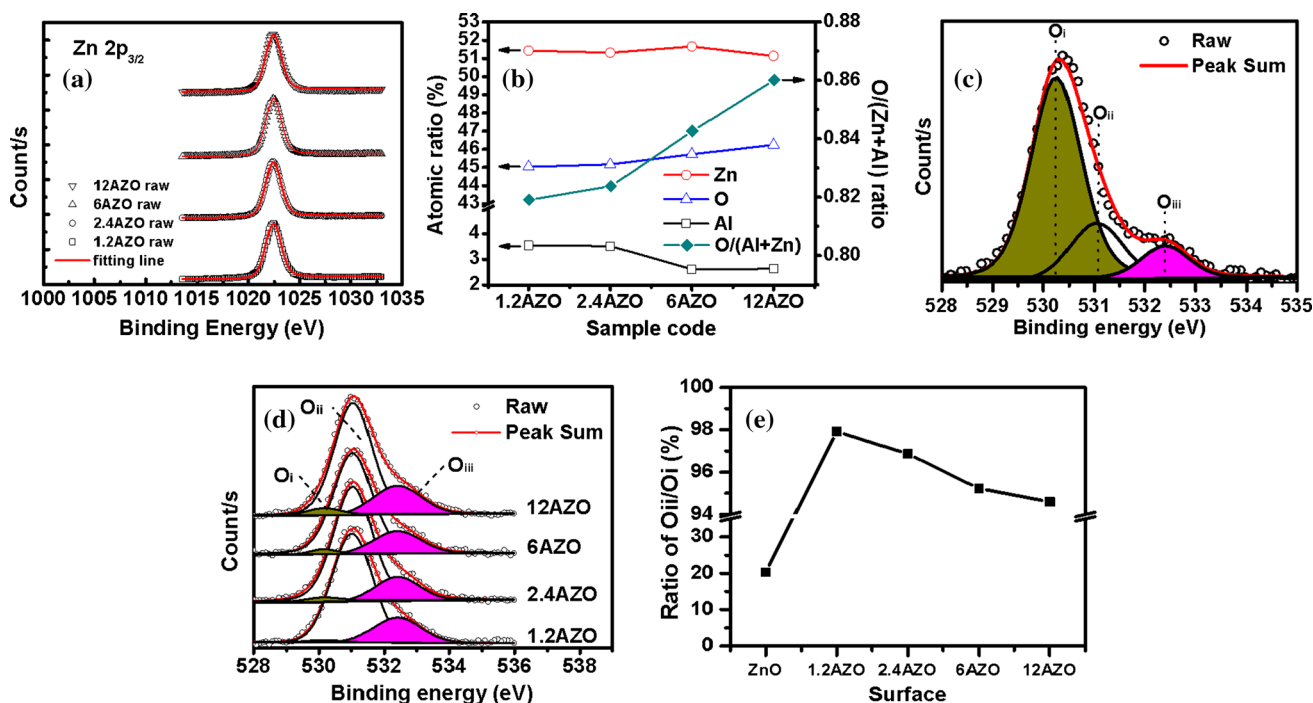 Zn 2p3/2
(a)
Count/s
12AZO raw
6AZO raw
2.4AZO raw
1.2AZO raw
fitting line
1000 1005 1010 1015 1020 1025 1030 1035
Binding Energy (eV)
(b)
Atomic ratio (%)
53
52
51
50
47
46
45
44
43
4
3
2
Zn
O
Al
O/(Al+Zn)
0.88
0.86
0.84
0.82
0.80
O/(Zn+Al) ratio
1.2AZO 2.4AZO 6AZO 12AZO
Sample code
(c)
Count/s
Oi
Oii
Oiii
Raw
Peak Sum
528 529 530 531 532 533 534 535
Binding energy (eV)
(d)
Count/s
Oii
Oi
Oiii
Raw
Peak Sum
12AZO
6AZO
2.4AZO
1.2AZO
528 530 532 534 536 538
Binding energy (eV)
(e)
Ratio of Oii/Oi (%)
100
98
96
94
60
40
20
0
ZnO 1.2AZO 2.4AZO 6AZO 12AZO
Surface